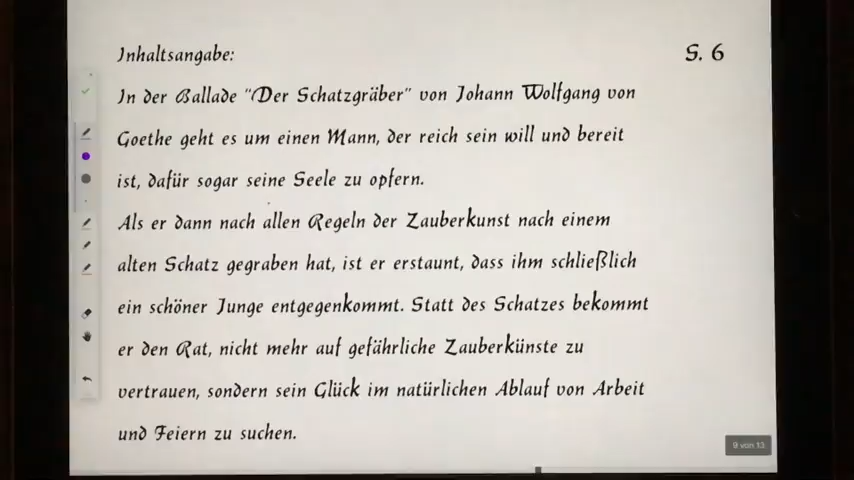 Inhaltsangabe:
S. 6
In der Ballade "Der Schatzgräber" von Johann Wolfgang von
Goethe geht es um einen Mann, der reich sein will und bereit
ist, dafür sogar seine Seele zu opfern.
Als er dann nach allen Regeln der Zauberkunst nach einem
alten Schatz gegraben hat, ist er erstaunt, dass ihm schließlich
ein schöner Junge entgegenkommt. Statt des Schatzes bekommt
er den Rat, nicht mehr auf gefährliche Zauberkünste zu
vertrauen, sondern sein Glück im natürlichen Ablauf von Arbeit
und Feiern zu suchen.
9 von 13